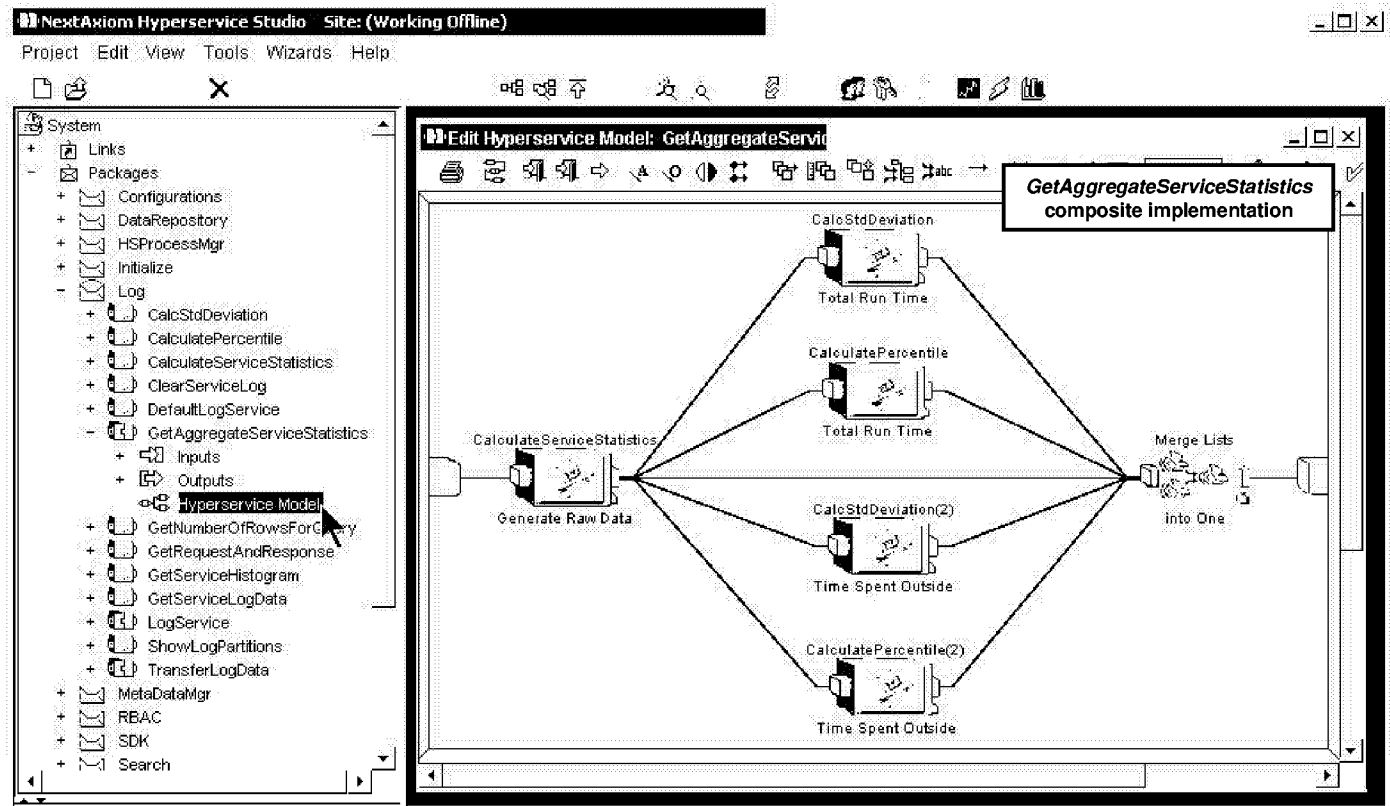 NextAxiom Hyperservice Studio Site: (Working Offline)
Project Edit View Tools Wizards Help
System
Links
Packages
Configurations
DataRepository
HSProcessMgr
Initialize
Log
CalcStdDeviation
CalculatePercentile
CalculateServiceStatistics
ClearServiceLog
DefaultLogService
GetAggregateServiceStatistics
Inputs
Outputs
Hyperservice Model
GetNumberOfRowsForQuery
GetRequestAndResponse
GetServiceHistogram
GetServiceLogData
LogService
ShowLogPartitions
TransferLogData
MetaDataMgr
RBAC
SDK
Search
Edit Hyperservice Model: GetAggregateServic
abc
GetAggregateServiceStatistics
composite implementation
CalcStdDeviation
Total Run Time
CalculatePercentile
Total Run Time
CalculateServiceStatistics
Generate Raw Data
Merge Lists
into One
CalcStdDeviation(2)
Time Spent Outside
CalculatePercentile(2)
Time Spent Outside